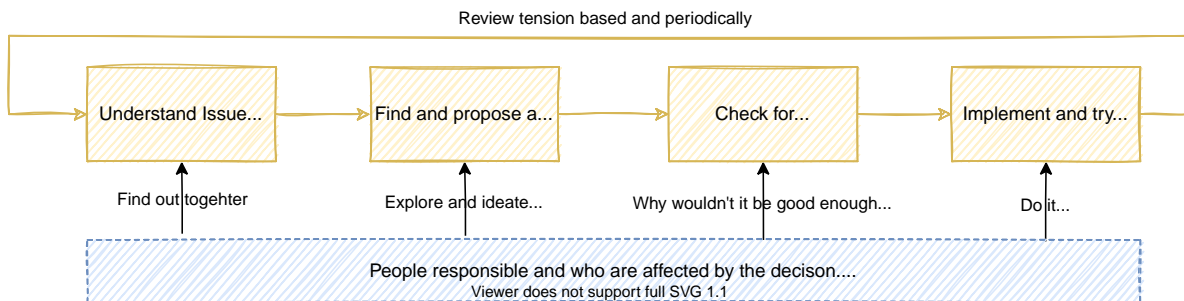 Review tension based and periodically
Understand Issue...
Find and propose a...
Check for...
Implement and try...
Find out togehter
Explore and ideate...
Why wouldn't it be good enough...
Do it...
People responsible and who are affected by the decison....
Viewer does not support full SVG 1.1